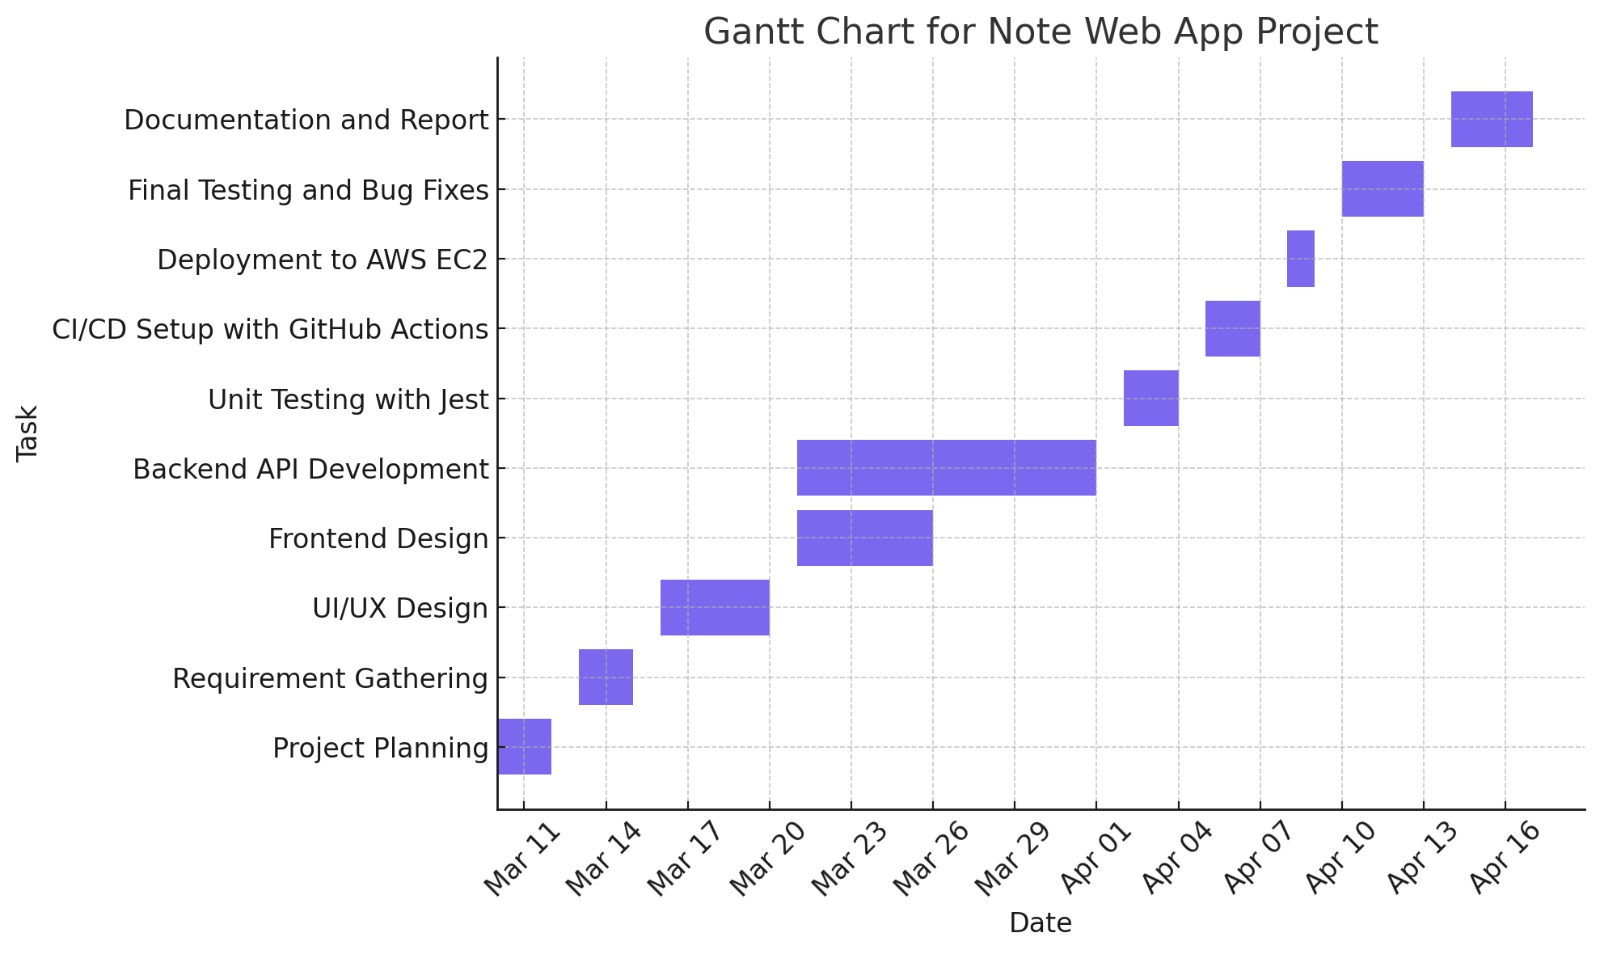 Gantt Chart for Note Web App Project
Documentation and Report
Final Testing and Bug Fixes
Deployment to AWS EC2
CI/CD Setup with GitHub Actions
Unit Testing with Jest
Backend API Development
Frontend Design
UI/UX Design
Requirement Gathering
Project Planning
Task
Mar 11
Mar 14
Mar 17
Mar 20
Mar 23
Mar 26
Mar 29
Apr 01
Apr 04
Apr 07
Apr 10
Apr 13
Apr 16
Date